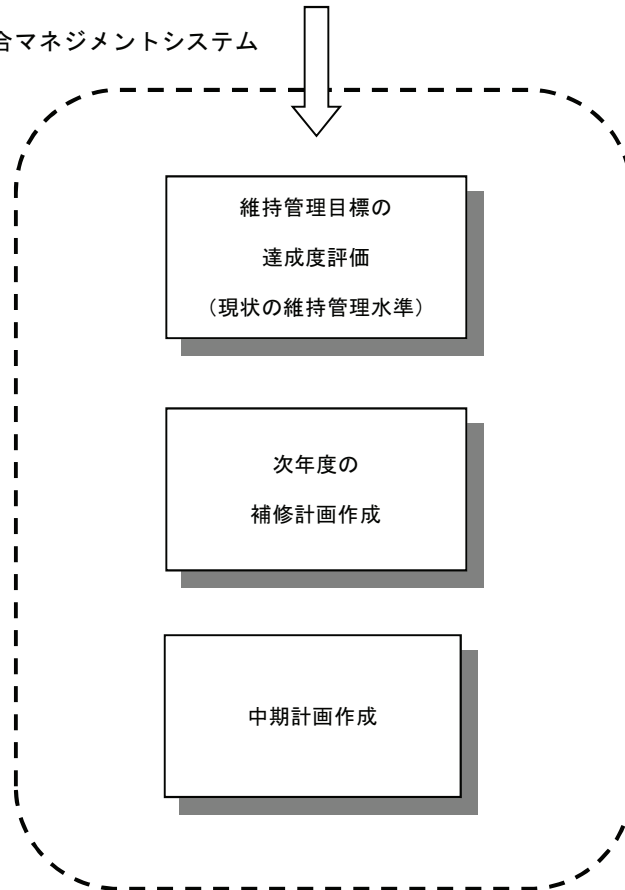 合マネジメントシステム
維持管理目標の
達成度評価
（現状の維持管理水準）
次年度の
補修計画作成
中期計画作成